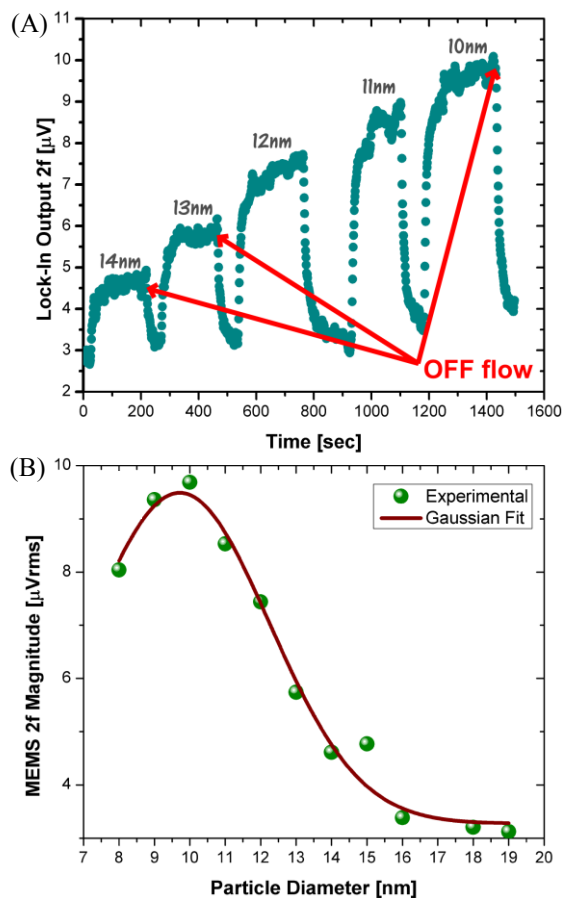 (A)
11
10
9
8
7
6
5
4
3
2
Lock-In Output 2f [µV]
14nm
13nm
12nm
11nm
10nm
OFF flow
0 200 400 600 800 1000 1200 1400 1600
Time [sec]
(B)
10
8
6
4
MEMS 2f Magnitude [µVrms]
Experimental
Gaussian Fit
7 8 9 10 11 12 13 14 15 16 17 18 19 20
Particle Diameter [nm]